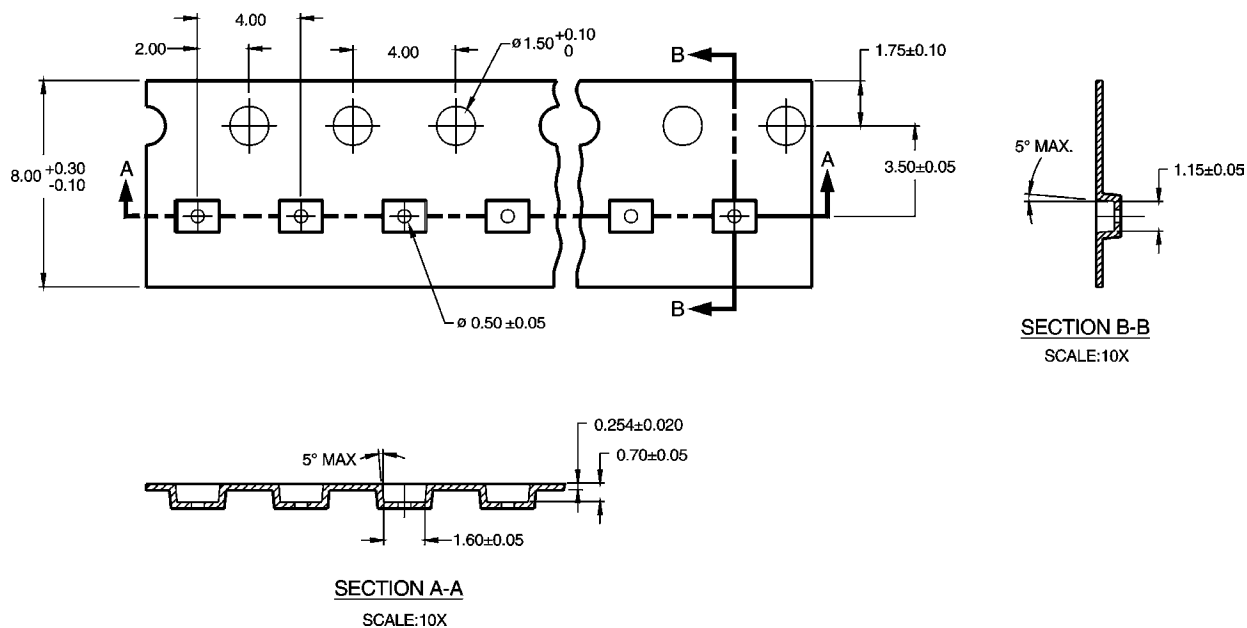 4.00
2.00
ø1.50 +0.10
0
4.00
B
1.75±0.10
8.00 +0.30
-0.10
A
A
3.50±0.05
5° MAX.
1.15±0.05
B
ø 0.50±0.05
SECTION B-B
SCALE:10X
0.254±0.020
5° MAX
0.70±0.05
1.60±0.05
SECTION A-A
SCALE:10X